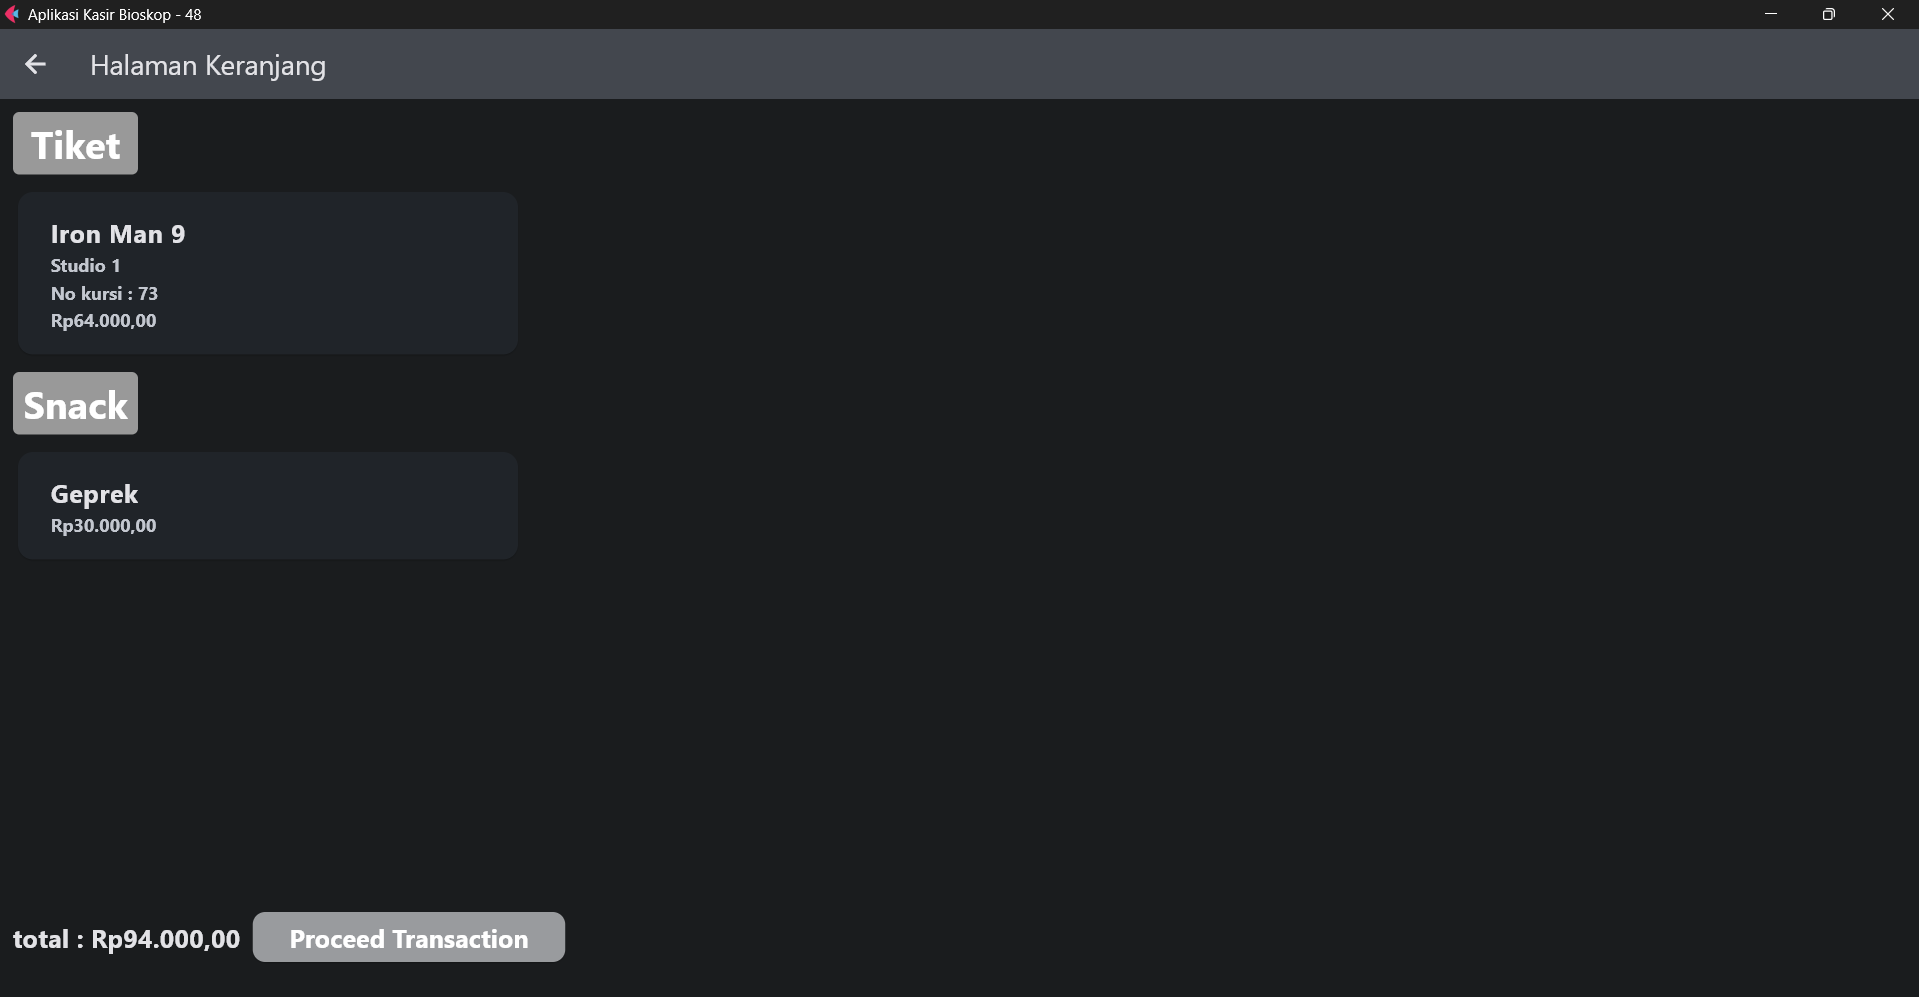 Aplikasi Kasir Bioskop - 48
Halaman Keranjang
Tiket
Iron Man 9
Studio 1
No kursi : 73
Rp64.000,00
Snack
Geprek
Rp30.000,00
total : Rp94.000,00 Proceed Transaction